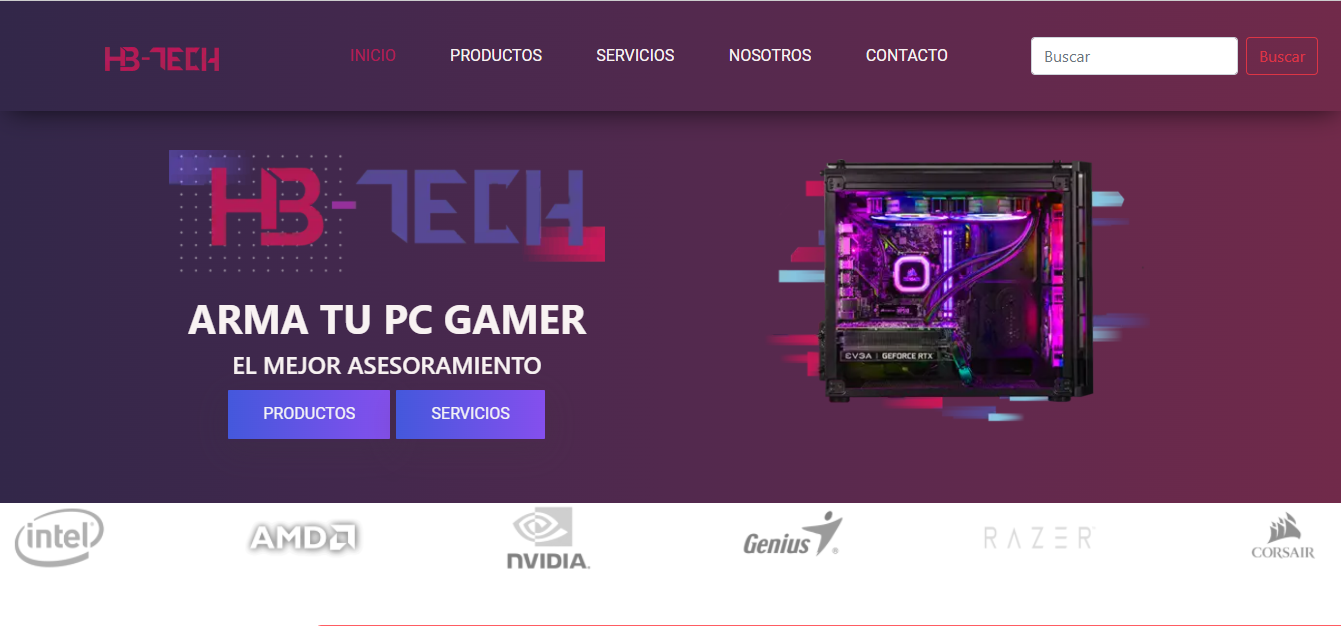 HB-TECH INICIO PRODUCTOS SERVICIOS NOSOTROS CONTACTO Buscar Buscar
HB-TECH
ARMA TU PC GAMER
EL MEJOR ASESORAMIENTO
PRODUCTOS SERVICIOS
EVGA | GEFORCE RTX
intel AMD NVIDIA. Genius RAZER CORSAIR